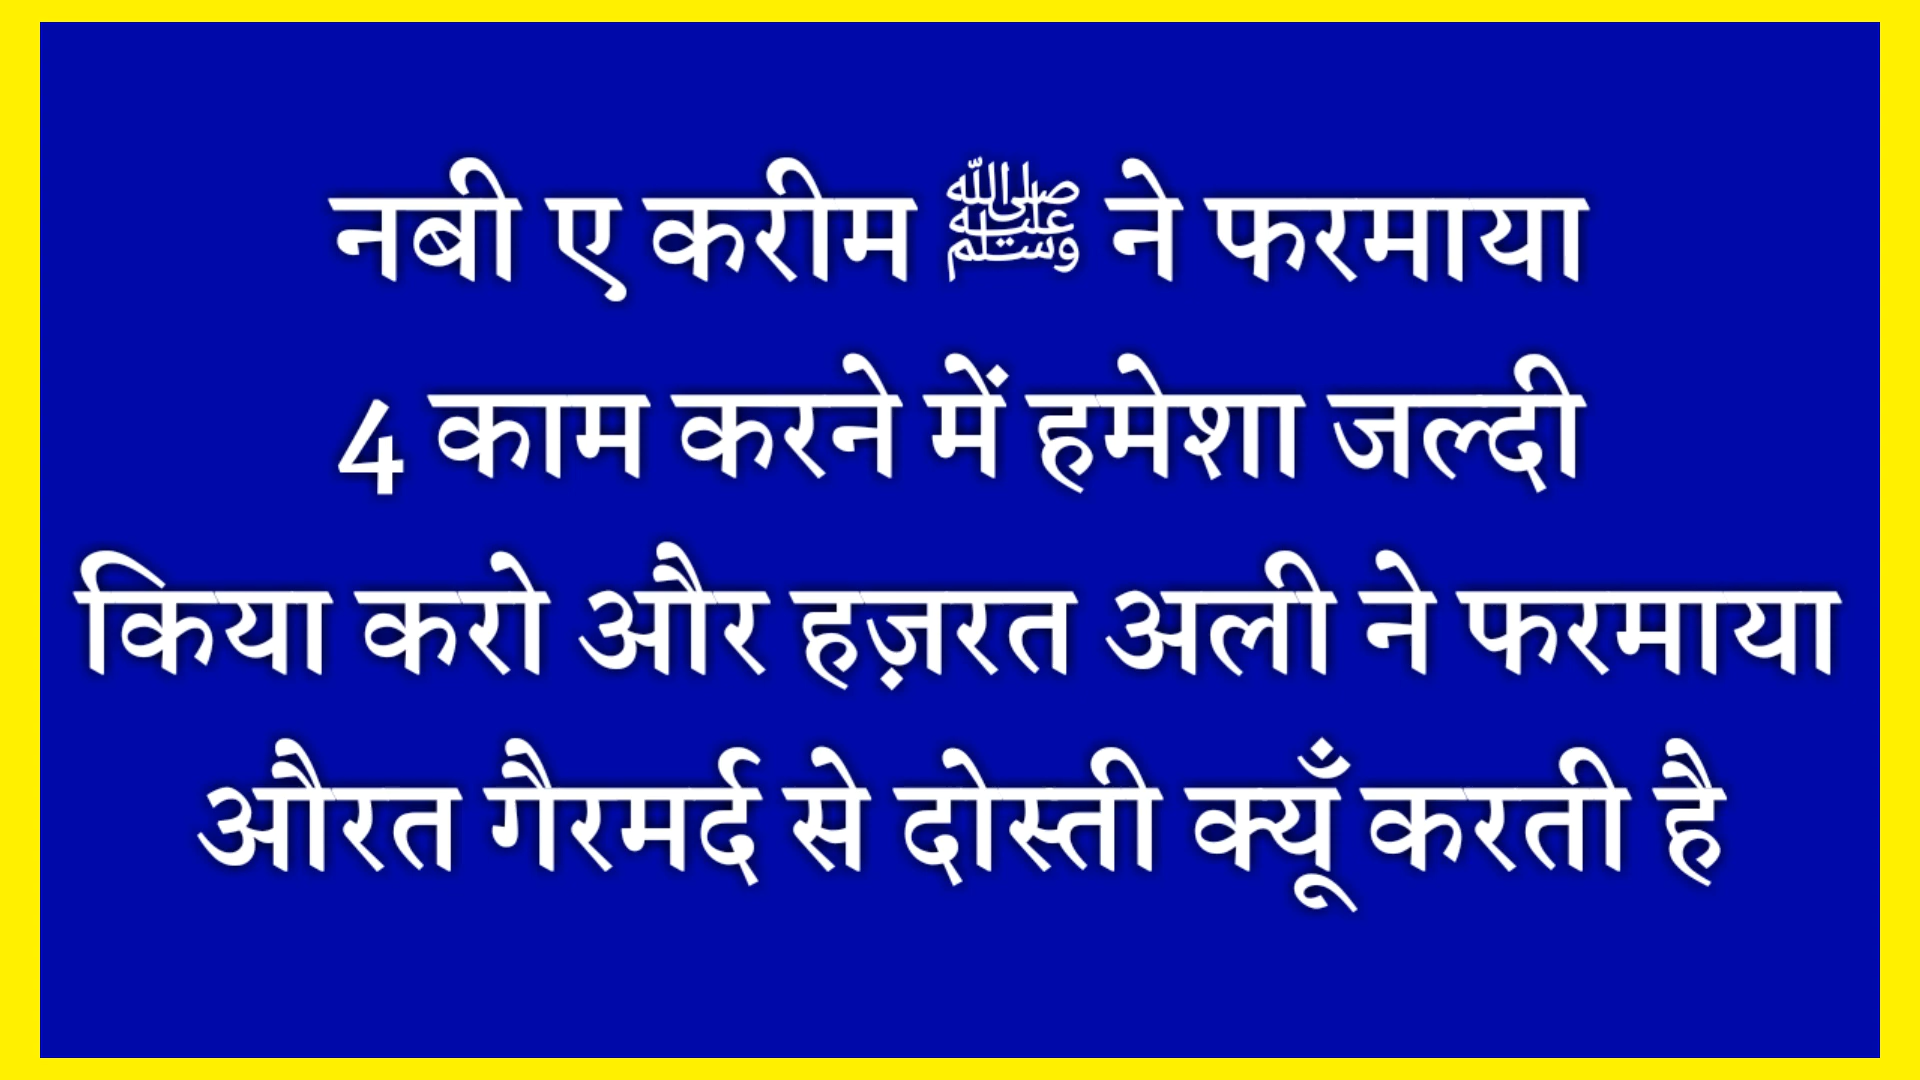 नबी ए करीम ﷺ ने फरमाया
4 काम करने में हमेशा जल्दी
किया करो और हज़रत अली ने फरमाया
औरत गैरमर्द से दोस्ती क्यूँ करती है